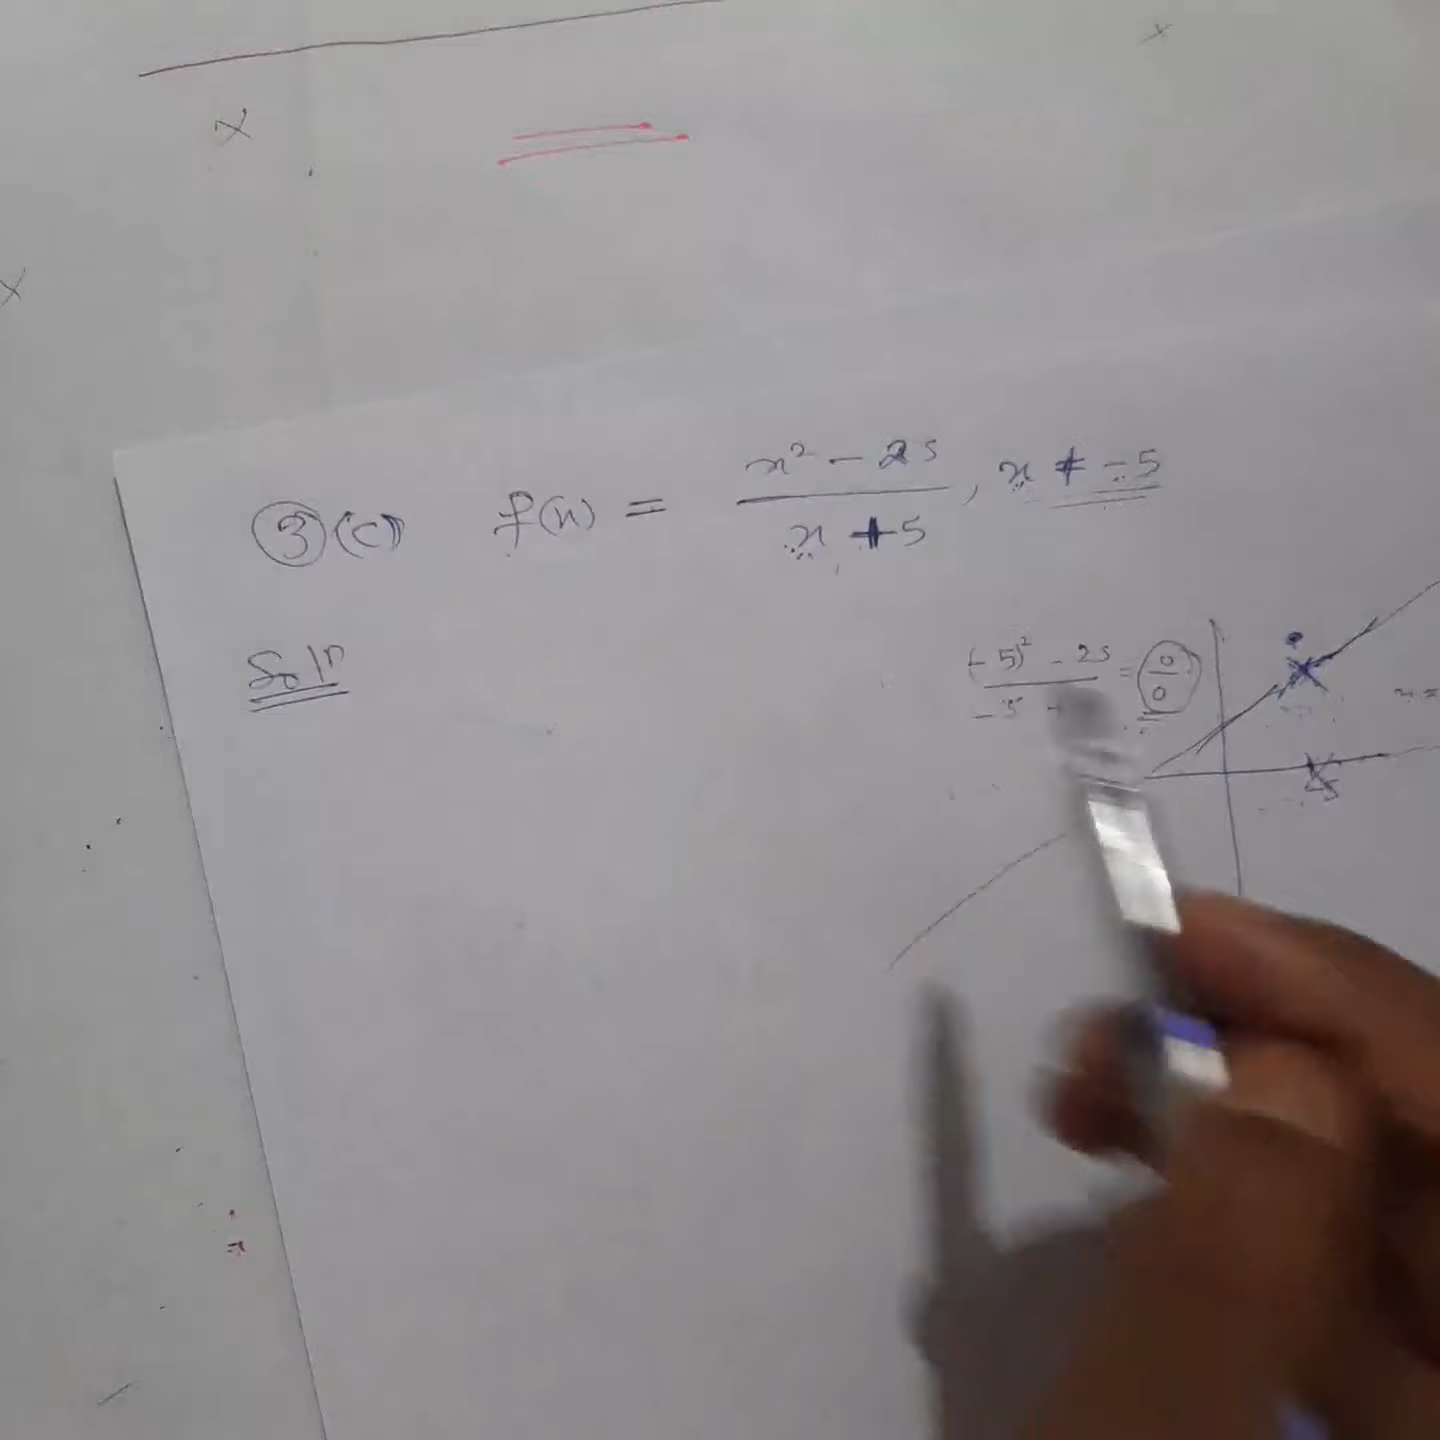 ③(c) f(x) = x² - 25 / x + 5, x ≠ -5
Solⁿ
(-5)² - 25 / -5 = 0/0
-5